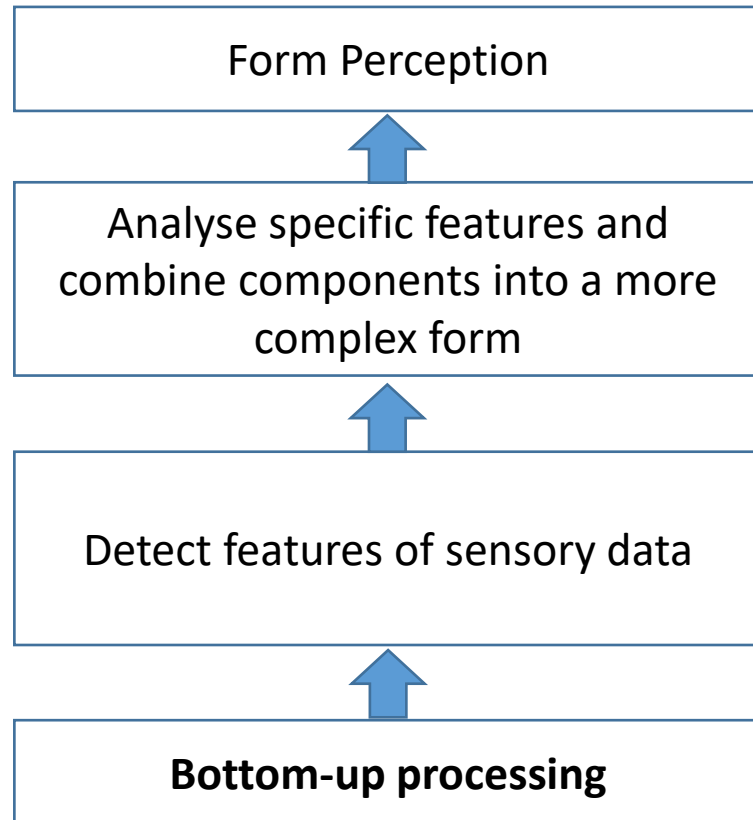 Form Perception
Analyse specific features and
combine components into a more
complex form
Detect features of sensory data
Bottom-up processing